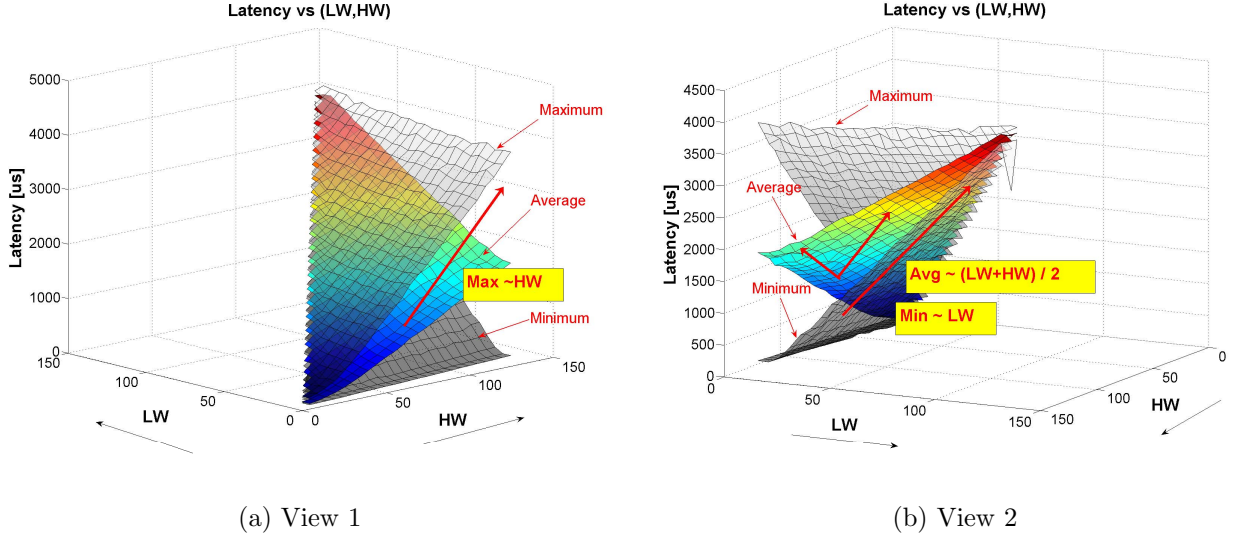 Latency vs (LW,HW)
5000
4000
3000
2000
1000
0
Latency [us]
150
100
50
0
LW
0
50
100
150
HW
Maximum
Average
Max ~HW
Minimum
(a) View 1
Latency vs (LW,HW)
4500
4000
3500
3000
2500
2000
1500
1000
500
0
Latency [us]
0
50
100
150
LW
150
100
50
0
HW
Maximum
Average
Avg ~ (LW+HW) / 2
Minimum
Min ~ LW
(b) View 2